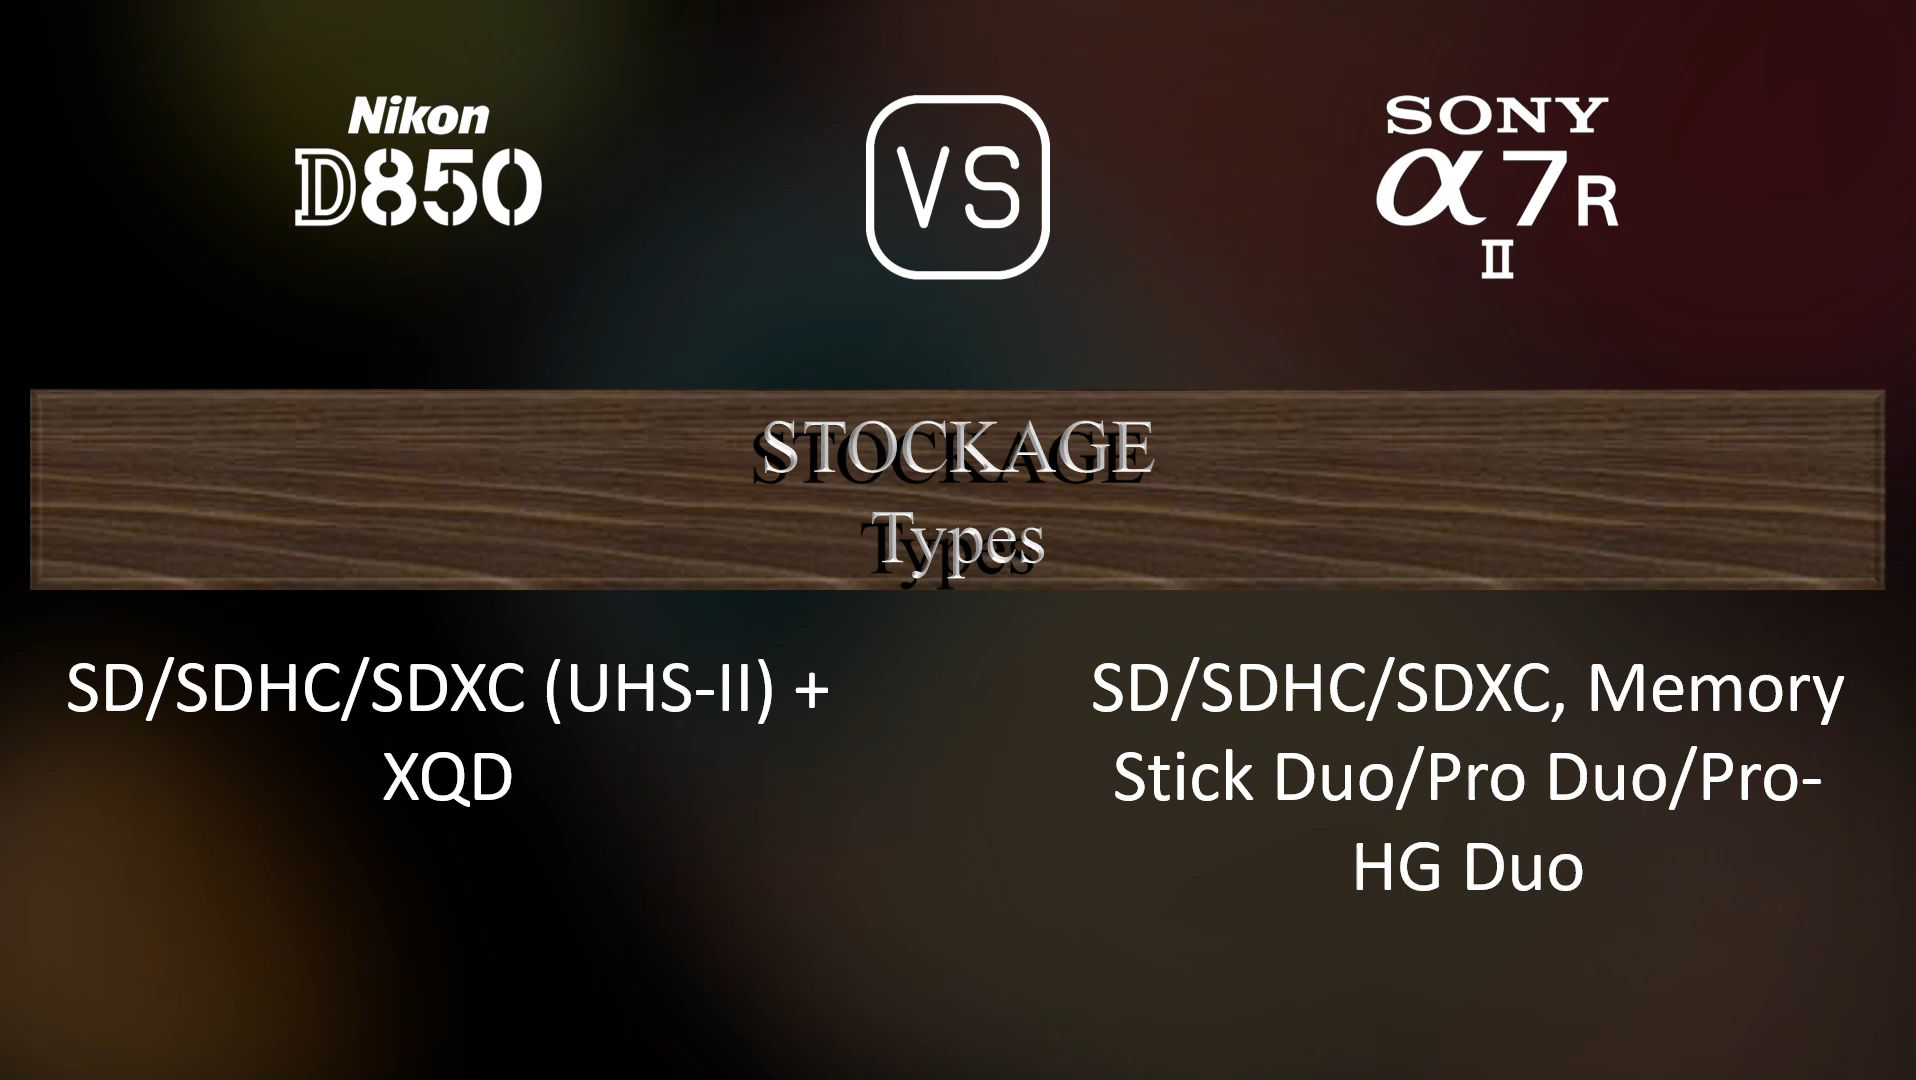 Nikon
D850
VS
SONY
α7R
II
STOCKAGE
Types
SD/SDHC/SDXC (UHS-II) +
XQD
SD/SDHC/SDXC, Memory
Stick Duo/Pro Duo/Pro-
HG Duo